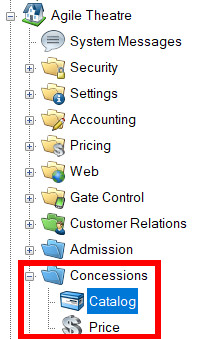 Agile Theatre
System Messages
Security
Settings
Accounting
Pricing
Web
Gate Control
Customer Relations
Admission
Concessions
Catalog
Price